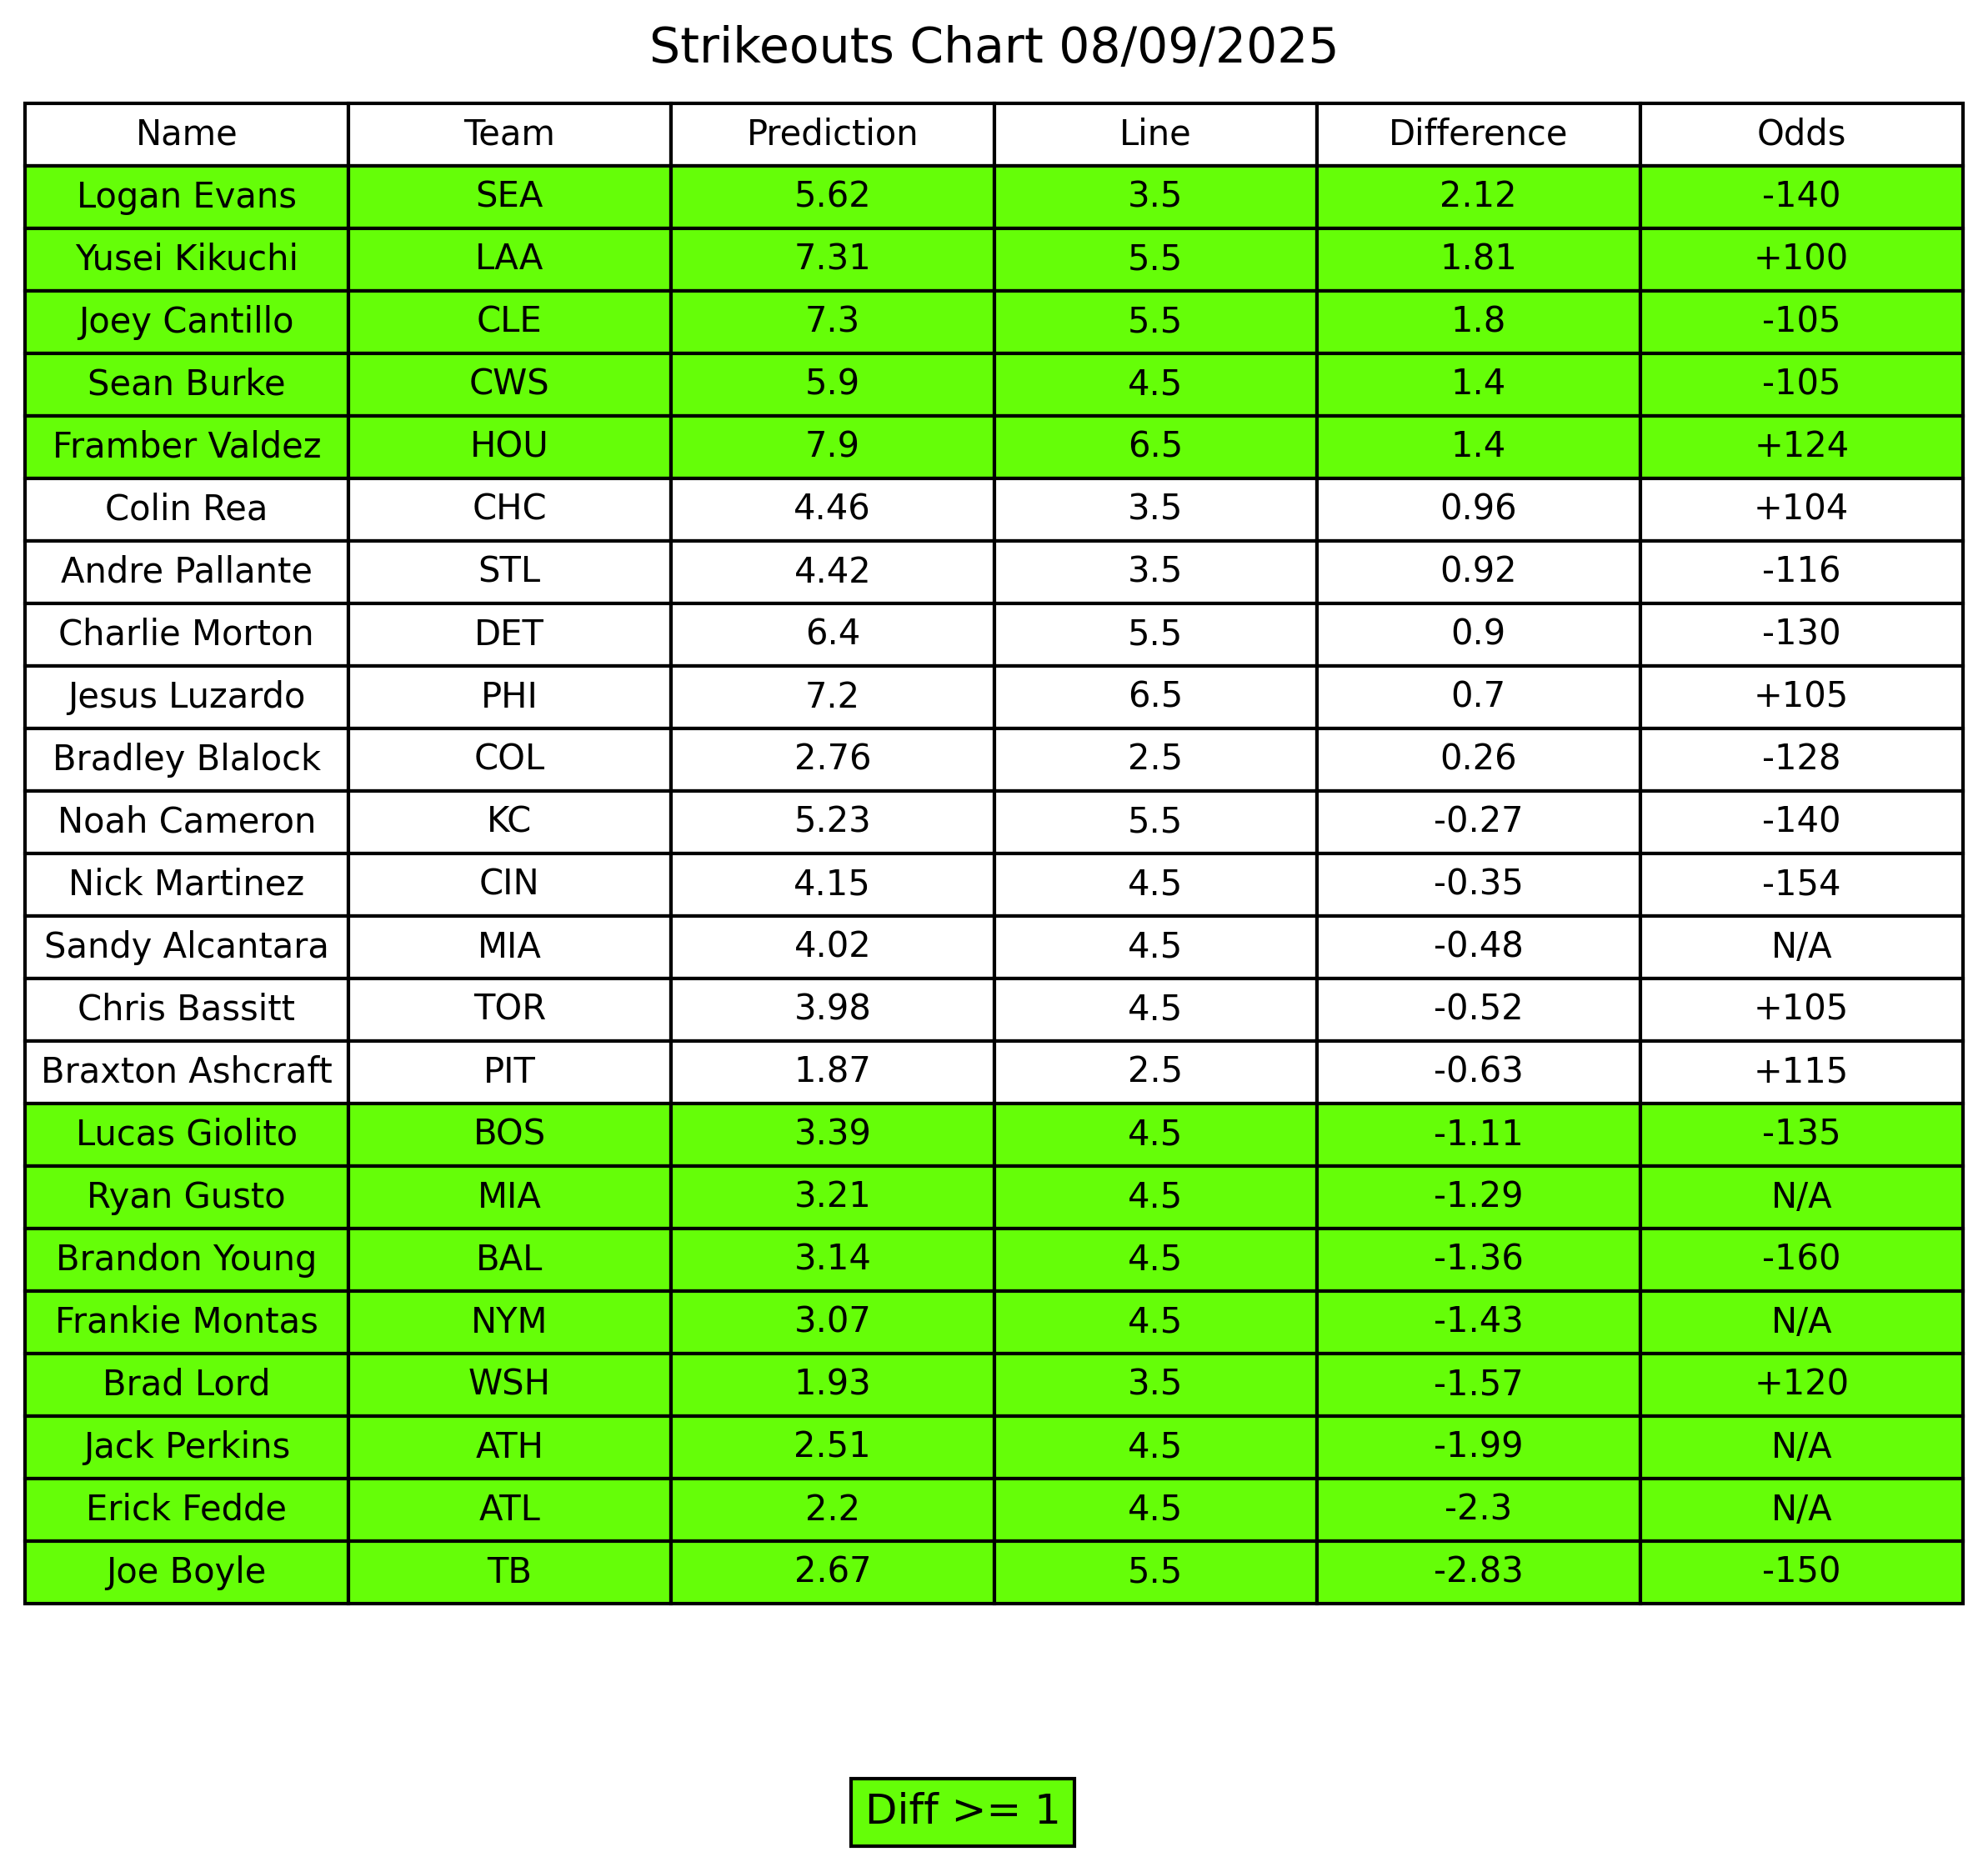 Strikeouts Chart 08/09/2025
Name Team Prediction Line Difference Odds
Logan Evans SEA 5.62 3.5 2.12 -140
Yusei Kikuchi LAA 7.31 5.5 1.81 +100
Joey Cantillo CLE 7.3 5.5 1.8 -105
Sean Burke CWS 5.9 4.5 1.4 -105
Framber Valdez HOU 7.9 6.5 1.4 +124
Colin Rea CHC 4.46 3.5 0.96 +104
Andre Pallante STL 4.42 3.5 0.92 -116
Charlie Morton DET 6.4 5.5 0.9 -130
Jesus Luzardo PHI 7.2 6.5 0.7 +105
Bradley Blalock COL 2.76 2.5 0.26 -128
Noah Cameron KC 5.23 5.5 -0.27 -140
Nick Martinez CIN 4.15 4.5 -0.35 -154
Sandy Alcantara MIA 4.02 4.5 -0.48 N/A
Chris Bassitt TOR 3.98 4.5 -0.52 +105
Braxton Ashcraft PIT 1.87 2.5 -0.63 +115
Lucas Giolito BOS 3.39 4.5 -1.11 -135
Ryan Gusto MIA 3.21 4.5 -1.29 N/A
Brandon Young BAL 3.14 4.5 -1.36 -160
Frankie Montas NYM 3.07 4.5 -1.43 N/A
Brad Lord WSH 1.93 3.5 -1.57 +120
Jack Perkins ATH 2.51 4.5 -1.99 N/A
Erick Fedde ATL 2.2 4.5 -2.3 N/A
Joe Boyle TB 2.67 5.5 -2.83 -150
Diff >= 1